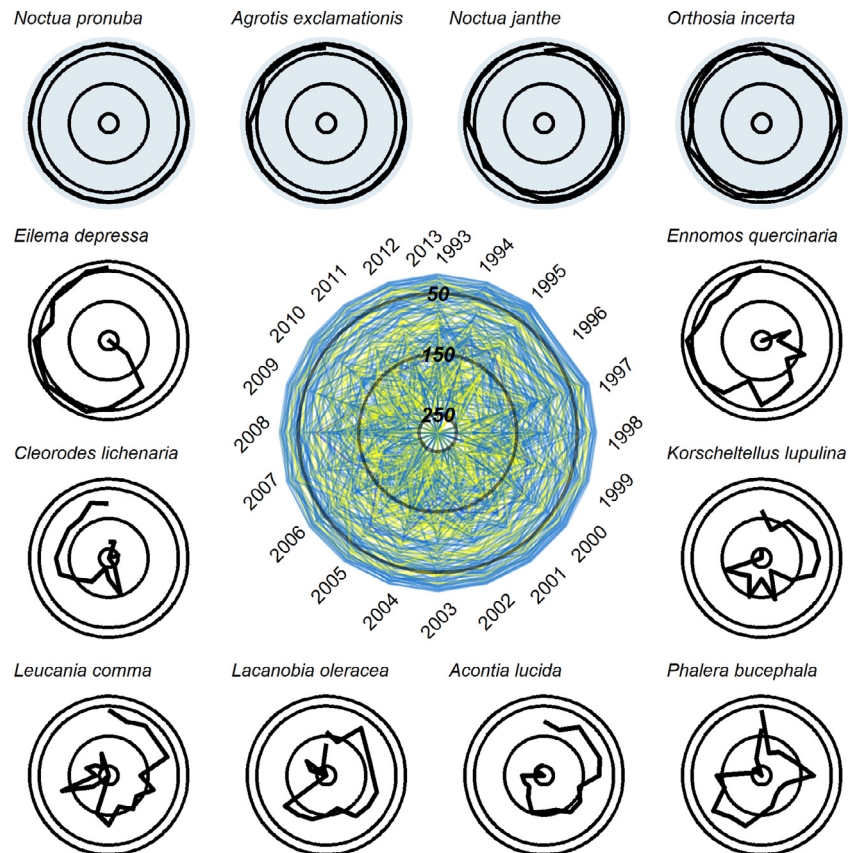 Noctua pronuba
Agrotis exclamationis
Noctua janthe
Orthosia incerta
Eilema depressa
Ennomos quercinaria
2013
1993
2012
1994
2011
1995
2010
1996
2009
1997
2008
1998
2007
1999
2006
2000
2005
2001
2004
2002
2003
50
150
250
Cleorodes lichenaria
Korscheltellus lupulina
Leucania comma
Lacanobia oleracea
Acontia lucida
Phalera bucephala